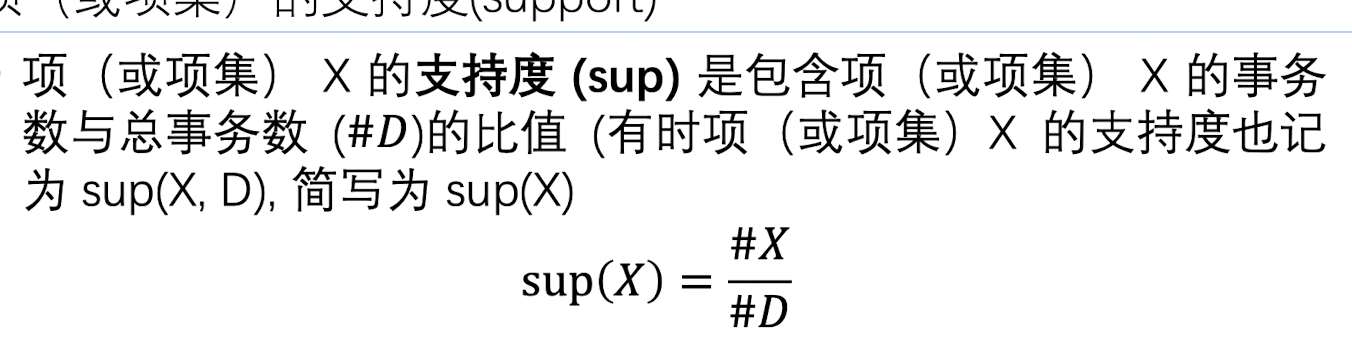 （或项集）的支持度(support)
项（或项集） X 的支持度 (sup) 是包含项（或项集） X 的事务
数与总事务数 (#D)的比值 (有时项（或项集）X 的支持度也记
为 sup(X, D), 简写为 sup(X)
sup(X) = #X
#D